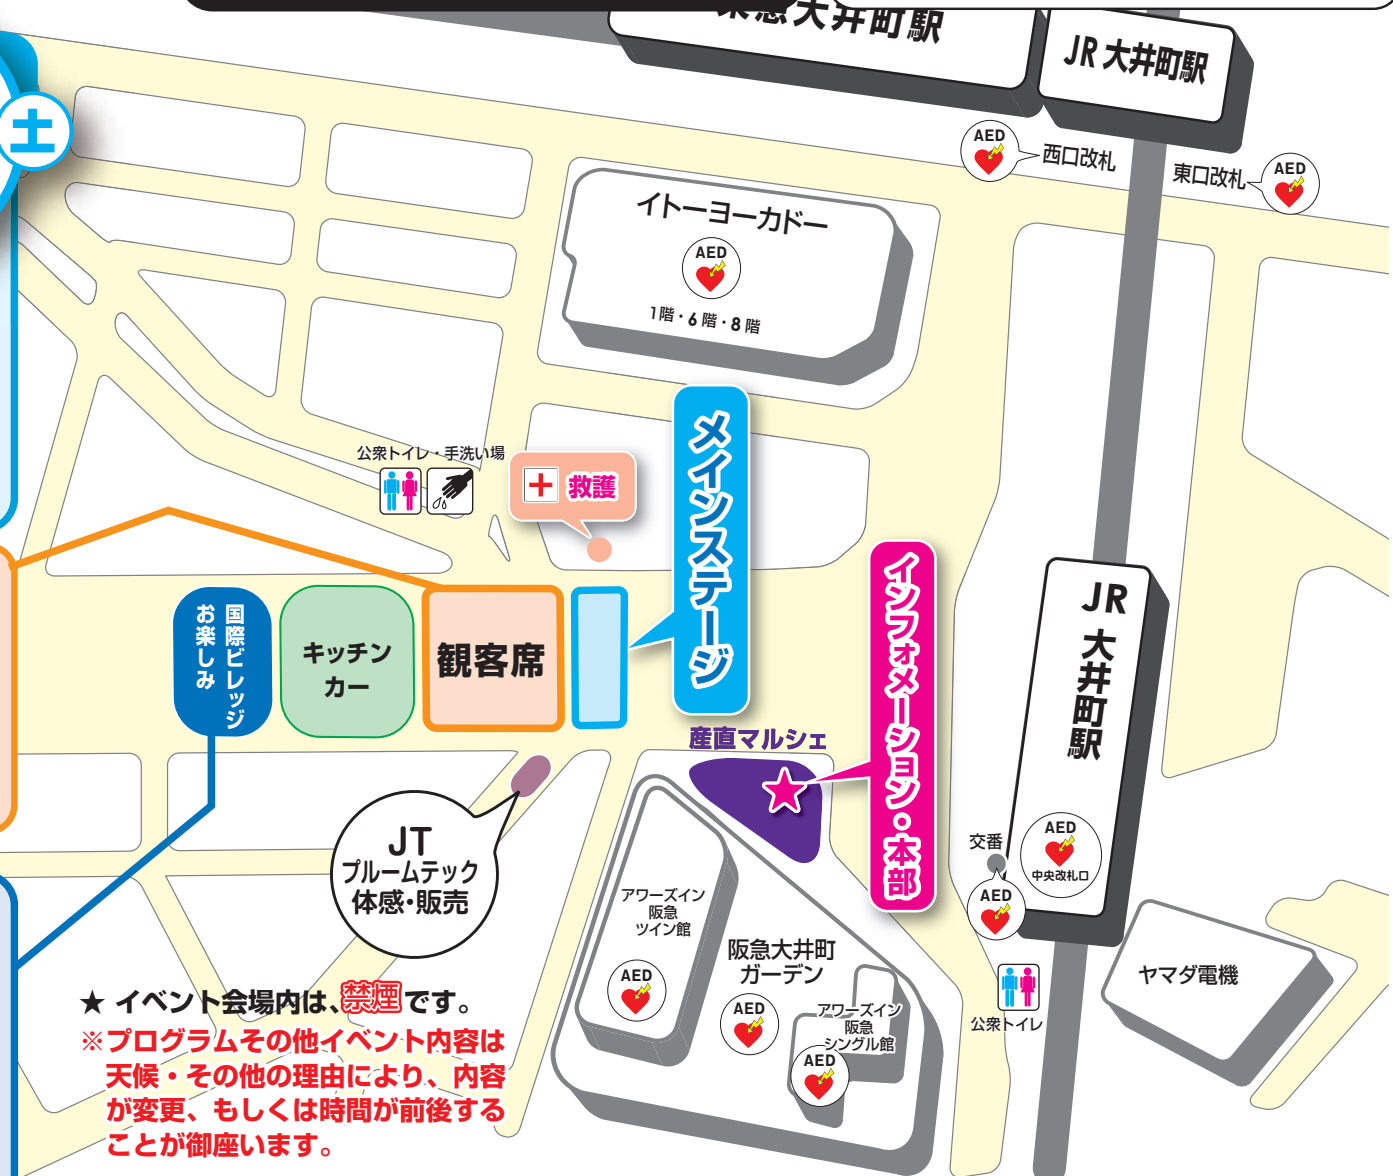 東急大井町駅
JR 大井町駅
土
AED
西口改札
東口改札
AED
イトーヨーカドー
AED
1階・6階・8階
メインステージ
公衆トイレ・手洗い場
救護
インフォメーション・本部
JR
大井町駅
国際ビレッジ
お楽しみ
キッチン
カー
観客席
産直マルシェ
JT
プルームテック
体感・販売
交番
AED
AED
中央改札口
アワーズイン
阪急
ツイン館
AED
阪急大井町
ガーデン
AED
アワーズイン
阪急
シングル館
AED
公衆トイレ
ヤマダ電機
★ イベント会場内は、禁煙です。
※プログラムその他イベント内容は
天候・その他の理由により、内容
が変更、もしくは時間が前後する
ことが御座います。